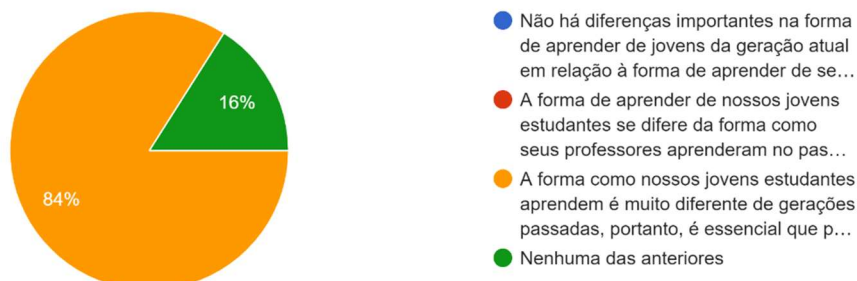 16%
84%
Não há diferenças importantes na forma
de aprender de jovens da geração atual
em relação à forma de aprender de se…
A forma de aprender de nossos jovens
estudantes se difere da forma como
seus professores aprenderam no pas…
A forma como nossos jovens estudantes
aprendem é muito diferente de gerações
passadas, portanto, é essencial que p…
Nenhuma das anteriores